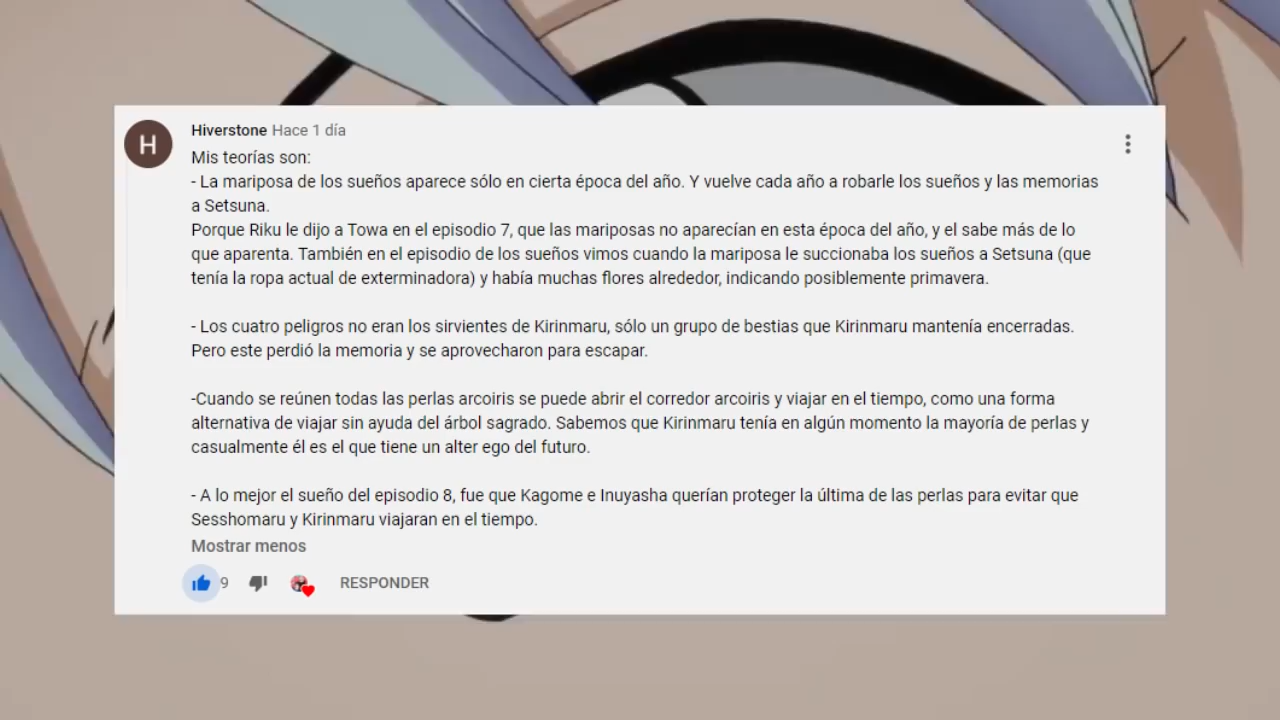 H
Hiverstone Hace 1 día
Mis teorías son:
- La mariposa de los sueños aparece sólo en cierta época del año. Y vuelve cada año a robarle los sueños y las memorias
a Setsuna.
Porque Riku le dijo a Towa en el episodio 7, que las mariposas no aparecían en esta época del año, y el sabe más de lo
que aparenta. También en el episodio de los sueños vimos cuando la mariposa le succionaba los sueños a Setsuna (que
tenía la ropa actual de exterminadora) y había muchas flores alrededor, indicando posiblemente primavera.
- Los cuatro peligros no eran los sirvientes de Kirinmaru, sólo un grupo de bestias que Kirinmaru mantenía encerradas.
Pero este perdió la memoria y se aprovecharon para escapar.
-Cuando se reúnen todas las perlas arcoiris se puede abrir el corredor arcoiris y viajar en el tiempo, como una forma
alternativa de viajar sin ayuda del árbol sagrado. Sabemos que Kirinmaru tenía en algún momento la mayoría de perlas y
casualmente él es el que tiene un alter ego del futuro.
- A lo mejor el sueño del episodio 8, fue que Kagome e Inuyasha querían proteger la última de las perlas para evitar que
Sesshomaru y Kirinmaru viajaran en el tiempo.
Mostrar menos
9 RESPONDER